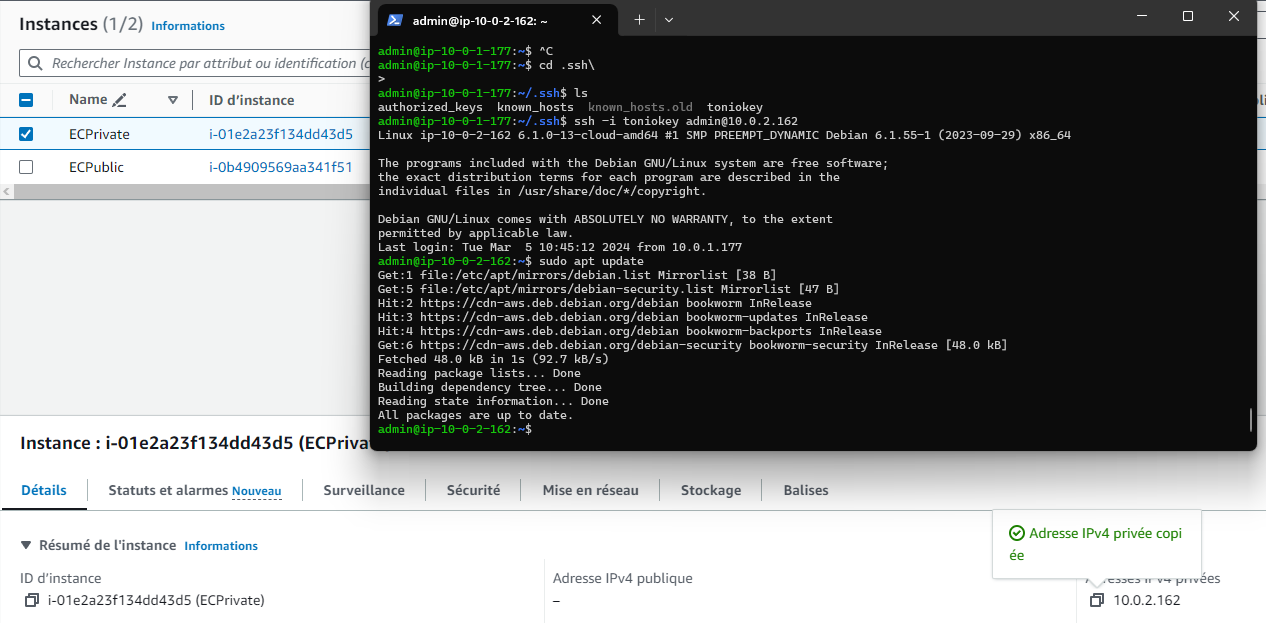 Instances (1/2) Informations
Rechercher Instance par attribut ou identification (
Name ID d'instance
ECPrivate i-01e2a23f134dd43d5
ECPublic i-0b4909569aa341f51
admin@ip-10-0-2-162: ~
admin@ip-10-0-1-177:~$ ^C
admin@ip-10-0-1-177:~$ cd .ssh\
>
admin@ip-10-0-1-177:~/.ssh$ ls
authorized_keys known_hosts known_hosts.old toniokey
admin@ip-10-0-1-177:~/.ssh$ ssh -i toniokey admin@10.0.2.162
Linux ip-10-0-2-162 6.1.0-13-cloud-amd64 #1 SMP PREEMPT_DYNAMIC Debian 6.1.55-1 (2023-09-29) x86_64
The programs included with the Debian GNU/Linux system are free software;
the exact distribution terms for each program are described in the
individual files in /usr/share/doc/*/copyright.
Debian GNU/Linux comes with ABSOLUTELY NO WARRANTY, to the extent
permitted by applicable law.
Last login: Tue Mar 5 10:45:12 2024 from 10.0.1.177
admin@ip-10-0-2-162:~$ sudo apt update
Get:1 file:/etc/apt/mirrors/debian.list Mirrorlist [38 B]
Get:5 file:/etc/apt/mirrors/debian-security.list Mirrorlist [47 B]
Hit:2 https://cdn-aws.deb.debian.org/debian bookworm InRelease
Hit:3 https://cdn-aws.deb.debian.org/debian bookworm-updates InRelease
Hit:4 https://cdn-aws.deb.debian.org/debian bookworm-backports InRelease
Get:6 https://cdn-aws.deb.debian.org/debian-security bookworm-security InRelease [48.0 kB]
Fetched 48.0 kB in 1s (92.7 kB/s)
Reading package lists... Done
Building dependency tree... Done
Reading state information... Done
All packages are up to date.
admin@ip-10-0-2-162:~$
Instance : i-01e2a23f134dd43d5 (ECPriva
Détails Statuts et alarmes Nouveau Surveillance Sécurité Mise en réseau Stockage Balises
Résumé de l'instance Informations
Adresse IPv4 privée copi
ée
ID d'instance Adresse IPv4 publique IPv4 privées
i-01e2a23f134dd43d5 (ECPrivate) – 10.0.2.162